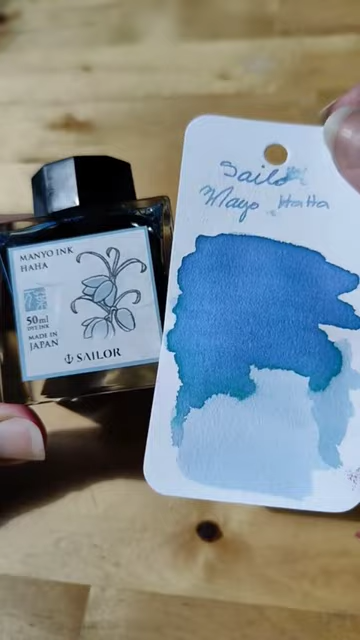 MANYO INK
HAHA
50ml
DYE INK
MADE IN
JAPAN
SAILOR
Sailor
Mayo Haha